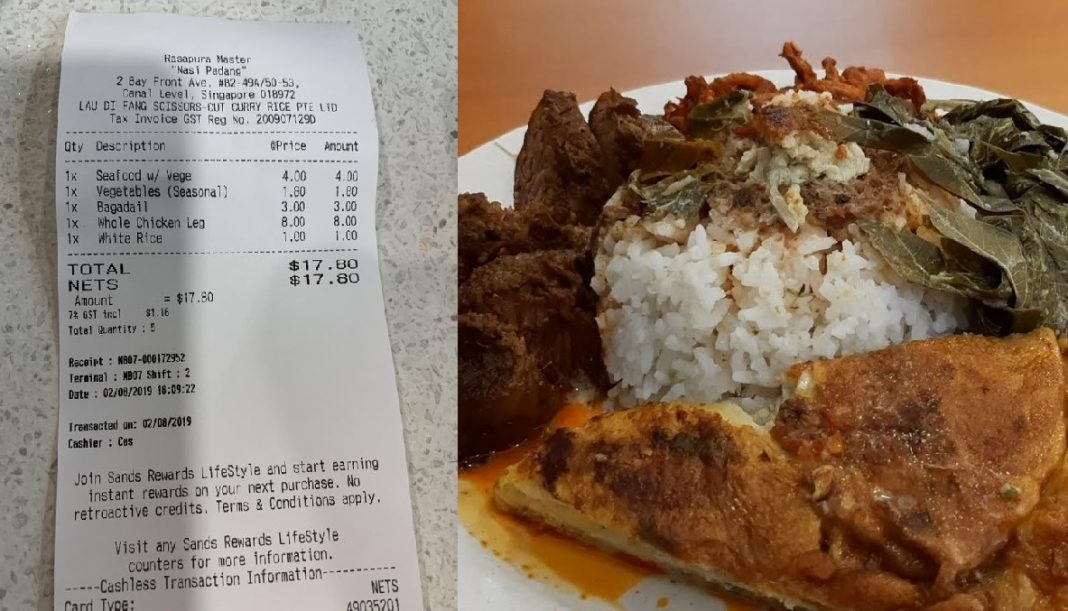 Rasapura Master
"Nasi Padang"
2 Bay Front Ave, #B2-49A/50-53,
Canal Level, Singapore 018972
LAU DI FANG SCISSORS-CUT CURRY RICE PTE LTD
Tax Invoice GST Reg No. 200907129D
Qty Description @Price Amount
1x Seafood w/ Vege 4.00 4.00
1x Vegetables (Seasonal) 1.80 1.80
1x Bagadail 3.00 3.00
1x Whole Chicken Leg 8.00 8.00
1x White Rice 1.00 1.00
TOTAL $17.80
NETS $17.80
Amount = $17.80
7% GST incl $1.16
Total Quantity : 5
Receipt : NB07-000172952
Terminal : NB07 Shift : 2
Date : 02/08/2019 16:09:22
Transacted on: 02/08/2019
Cashier : Ces
Join Sands Rewards LifeStyle and start earning
instant rewards on your next purchase. No
retroactive credits. Terms & Conditions apply.
Visit any Sands Rewards LifeStyle
counters for more information.
-----Cashless Transaction Information-----------
NETS
Card Type: 49035201